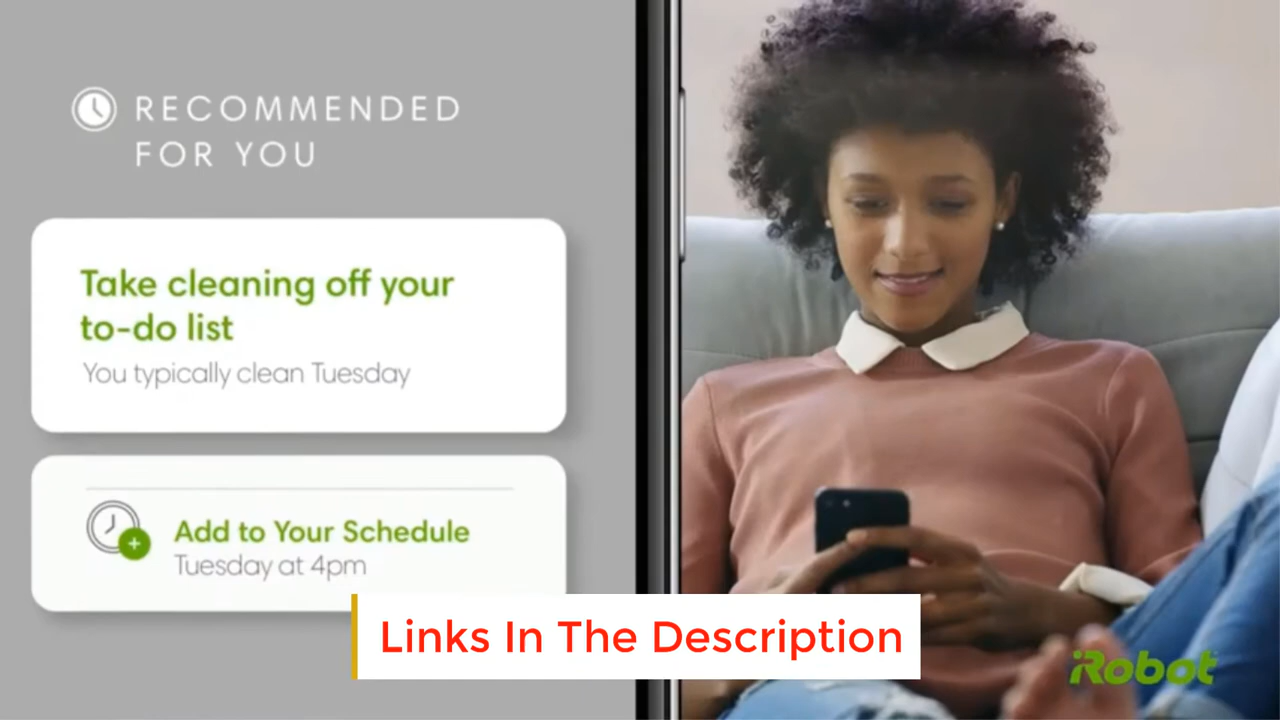 RECOMMENDED
FOR YOU
Take cleaning off your
to-do list
You typically clean Tuesday
Add to Your Schedule
Tuesday at 4pm
Links In The Description
iRobot